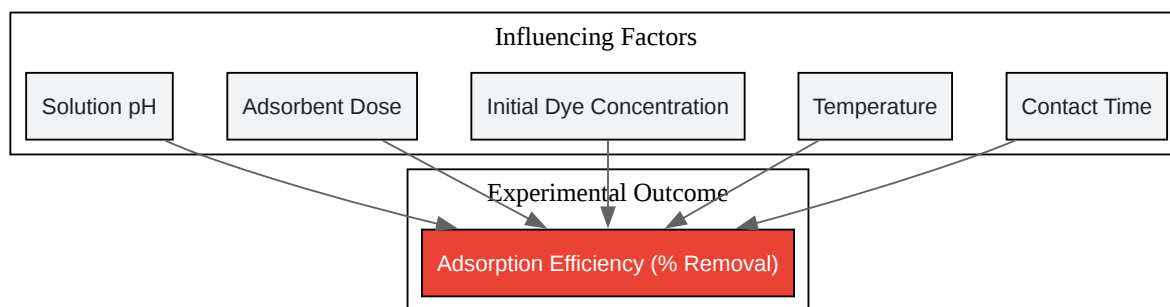 Influencing Factors
Solution pH
Adsorbent Dose
Initial Dye Concentration
Temperature
Contact Time
Experimental Outcome
Adsorption Efficiency (% Removal)